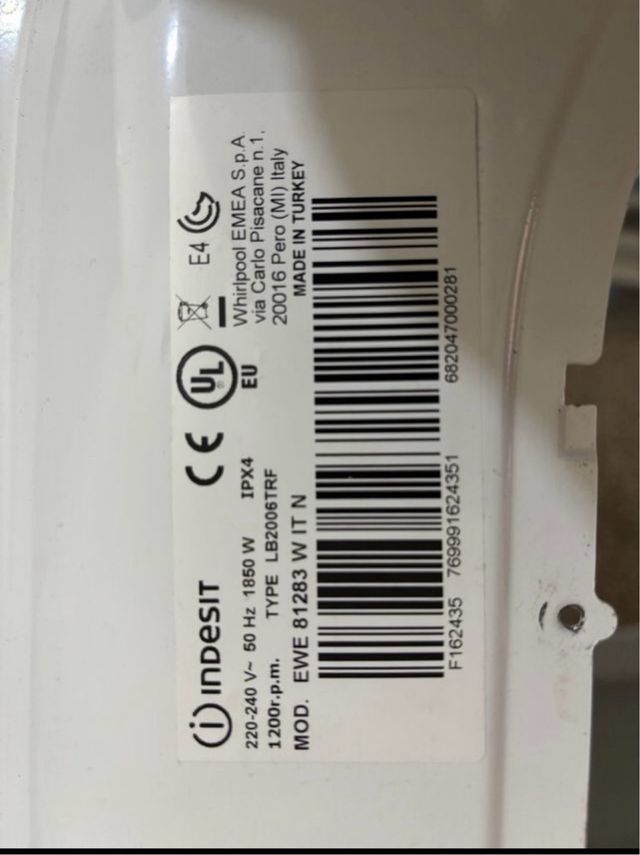 INDESIT
220-240 V~ 50 Hz 1850 W IPX4
1200r.p.m. TYPE LB2006TRF
MOD. EWE 81283 W IT N
CE
UL
EU
E4
Whirlpool EMEA S.p.A.
via Carlo Pisacane n.1,
20016 Pero (MI) Italy
MADE IN TURKEY
F162435 769991624351 682047000281